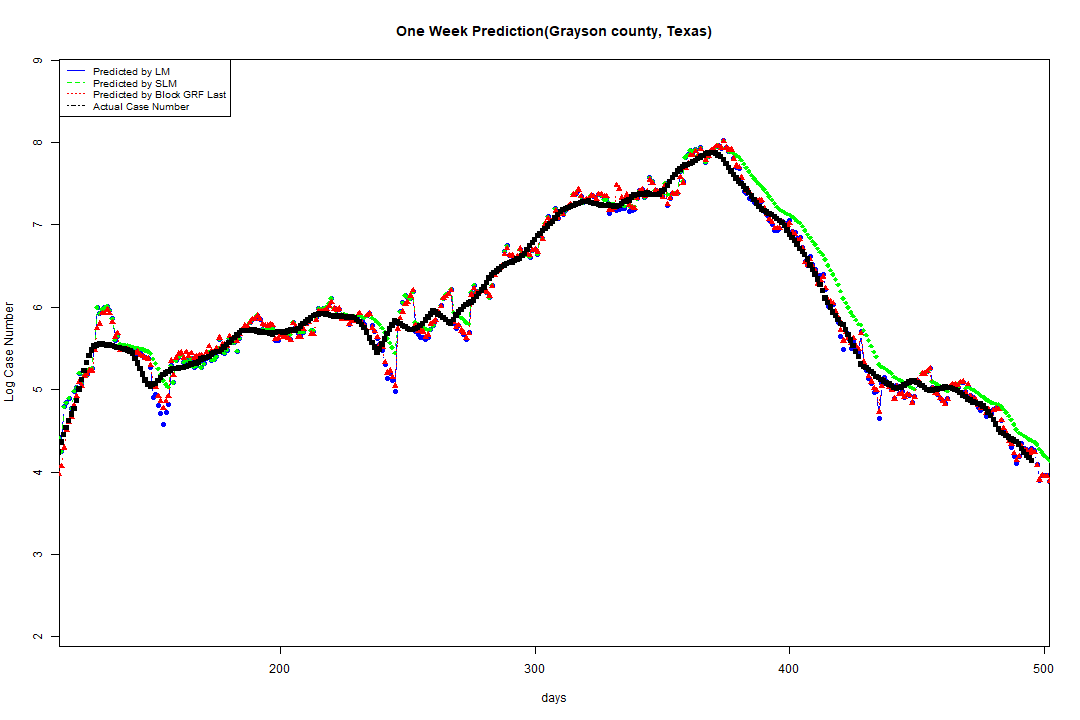 One Week Prediction(Grayson county, Texas)
Predicted by LM
Predicted by SLM
Predicted by Block GRF Last
Actual Case Number
Log Case Number
9
8
7
6
5
4
3
2
200
300
400
500
days